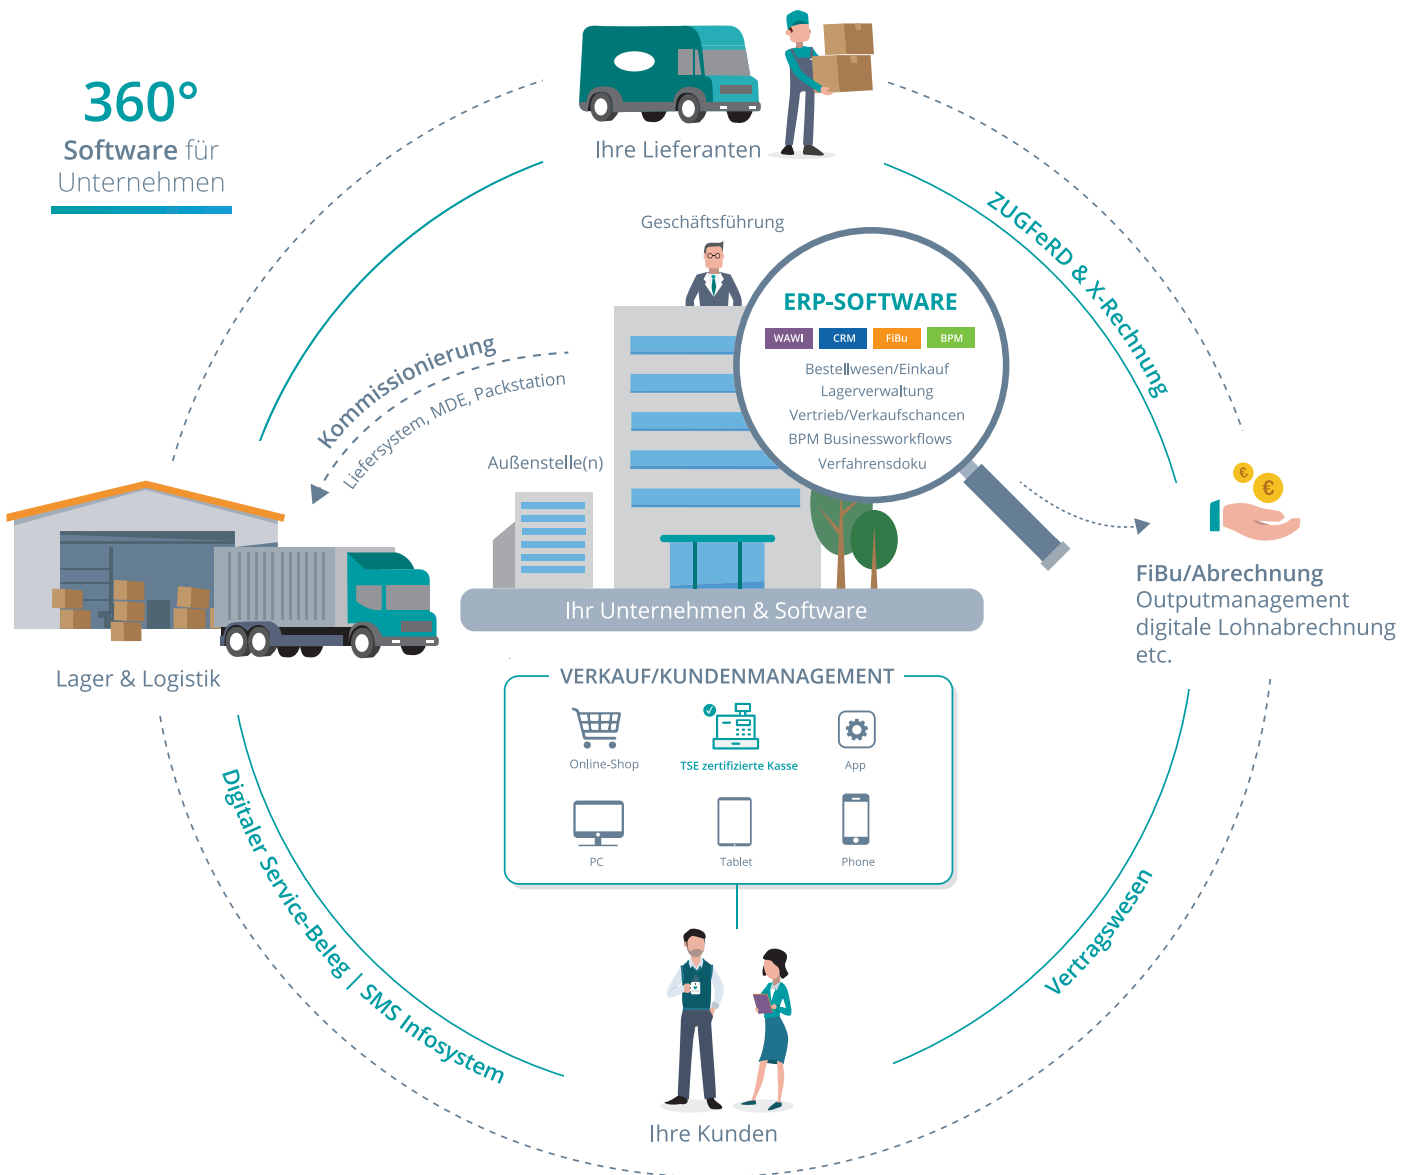 360°
Software für
Unternehmen
Ihre Lieferanten
ZUGFeRD & X-Rechnung
Geschäftsführung
ERP-SOFTWARE
WAWI CRM FiBu BPM
Bestellwesen/Einkauf
Lagerverwaltung
Vertrieb/Verkaufschancen
BPM Businessworkflows
Verfahrensdoku
Kommissionierung
Liefersystem, MDE, Packstation
Außenstelle(n)
Ihr Unternehmen & Software
€ €
FiBu/Abrechnung
Outputmanagement
digitale Lohnabrechnung
etc.
Lager & Logistik
VERKAUF/KUNDENMANAGEMENT
Online-Shop
TSE zertifizierte Kasse
App
PC
Tablet
Phone
Digitaler Service-Beleg | SMS Infosystem
Vertragswesen
Ihre Kunden